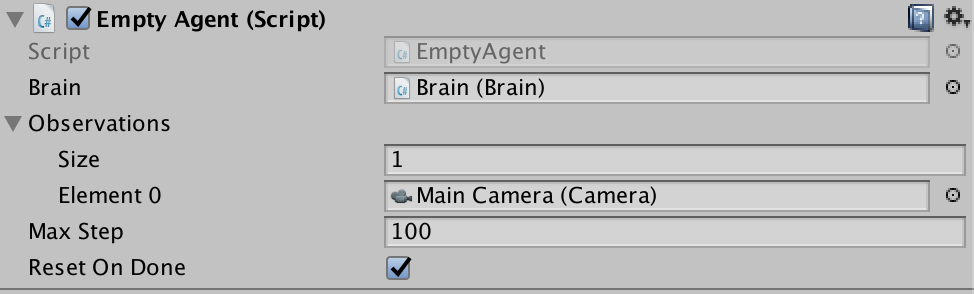 Empty Agent (Script)
Script EmptyAgent
Brain Brain (Brain)
Observations
Size 1
Element 0 Main Camera (Camera)
Max Step 100
Reset On Done